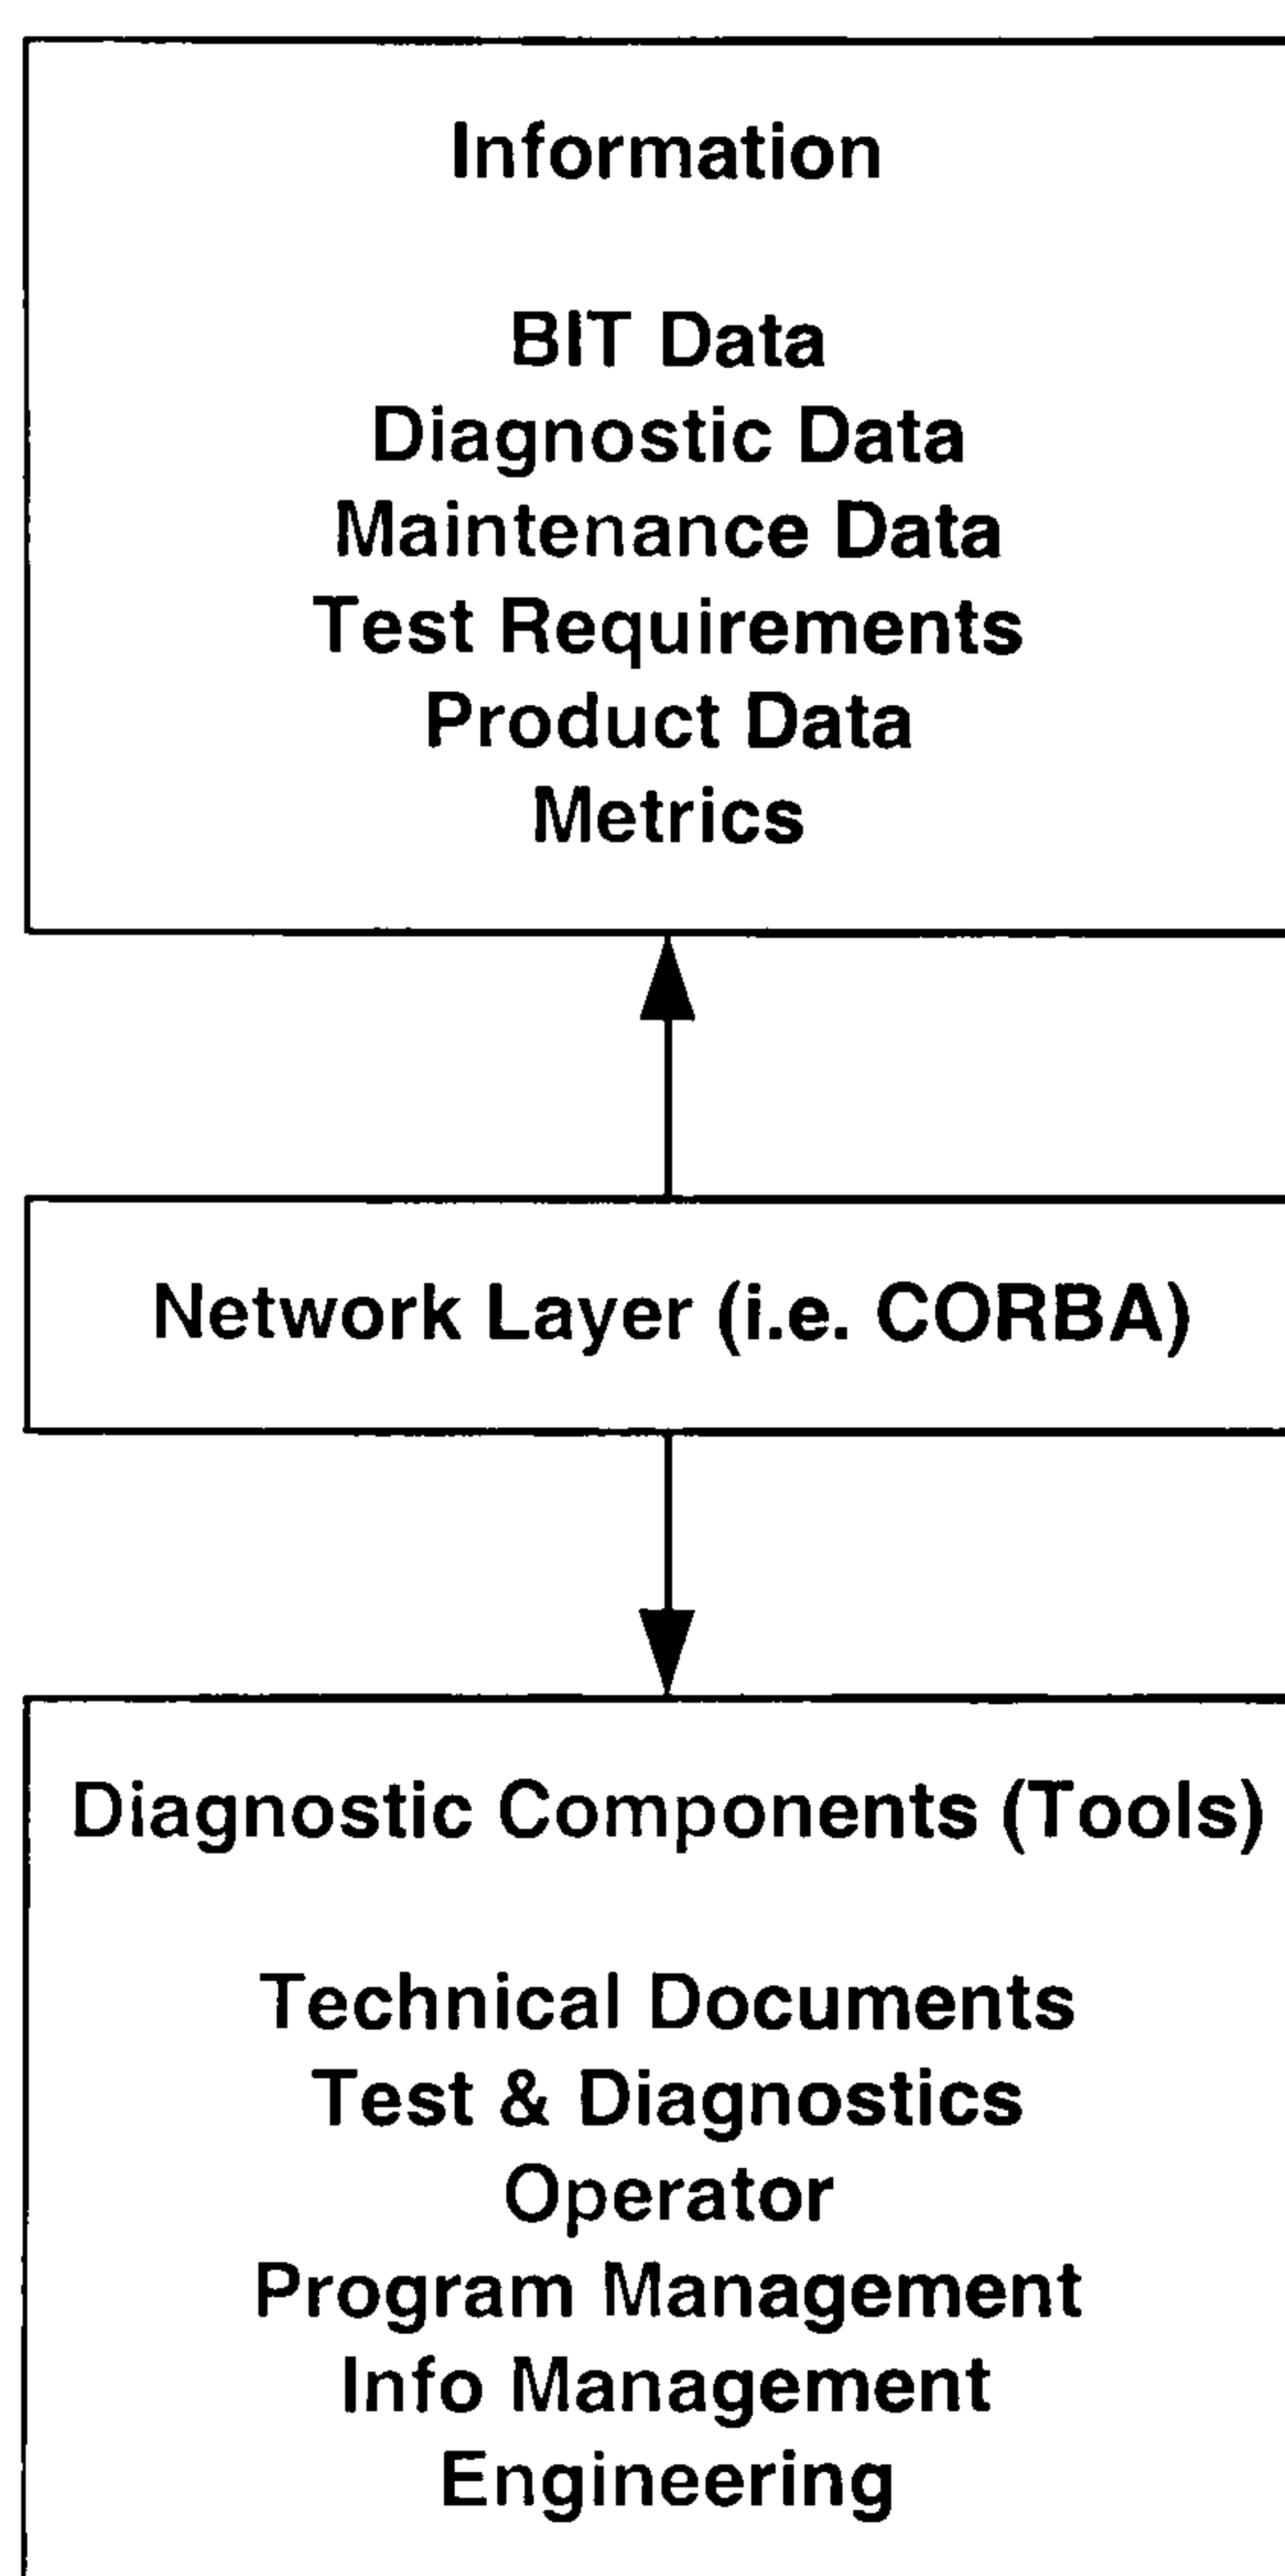 Information
BIT Data
Diagnostic Data
Maintenance Data
Test Requirements
Product Data
Metrics
Network Layer (i.e. CORBA)
Diagnostic Components (Tools)
Technical Documents
Test & Diagnostics
Operator
Program Management
Info Management
Engineering